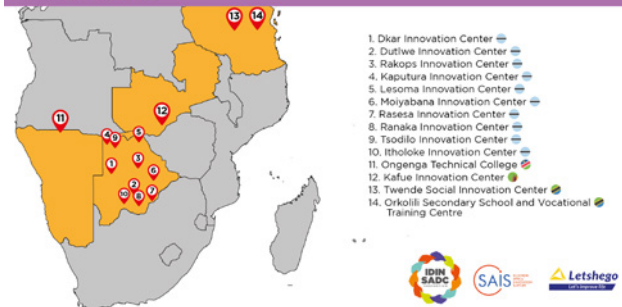 13 14
11
12
4 9 5
1
3
6
2
10 8 7
1. Dkar Innovation Center
2. Dutlwe Innovation Center
3. Rakops Innovation Center
4. Kaputura Innovation Center
5. Lesoma Innovation Center
6. Moiyabana Innovation Center
7. Rasesa Innovation Center
8. Ranaka Innovation Center
9. Tsodilo Innovation Center
10. Itholoke Innovation Center
11. Ongenga Technical College
12. Kafue Innovation Center
13. Twende Social Innovation Center
14. Orkolili Secondary School and Vocational
Training Centre
IDIN
SADC
SAIS
Letshego
Let's Improve life